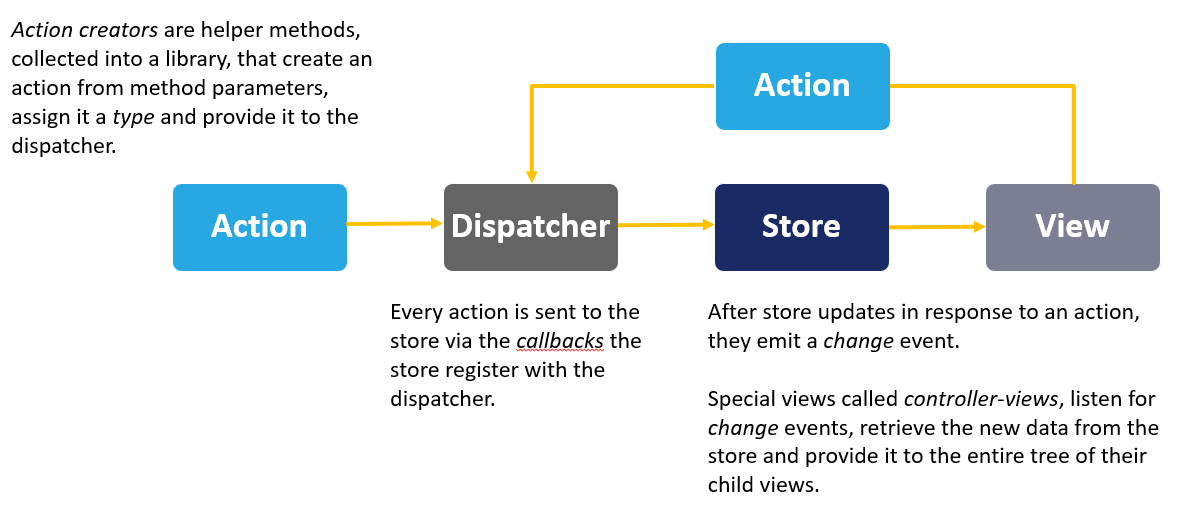 Action creators are helper methods,
collected into a library, that create an
action from method parameters,
assign it a type and provide it to the
dispatcher.
Action
Action
Dispatcher
Store
View
Every action is sent to the
store via the callbacks the
store register with the
dispatcher.
After store updates in response to an action,
they emit a change event.
Special views called controller-views, listen for
change events, retrieve the new data from the
store and provide it to the entire tree of their
child views.